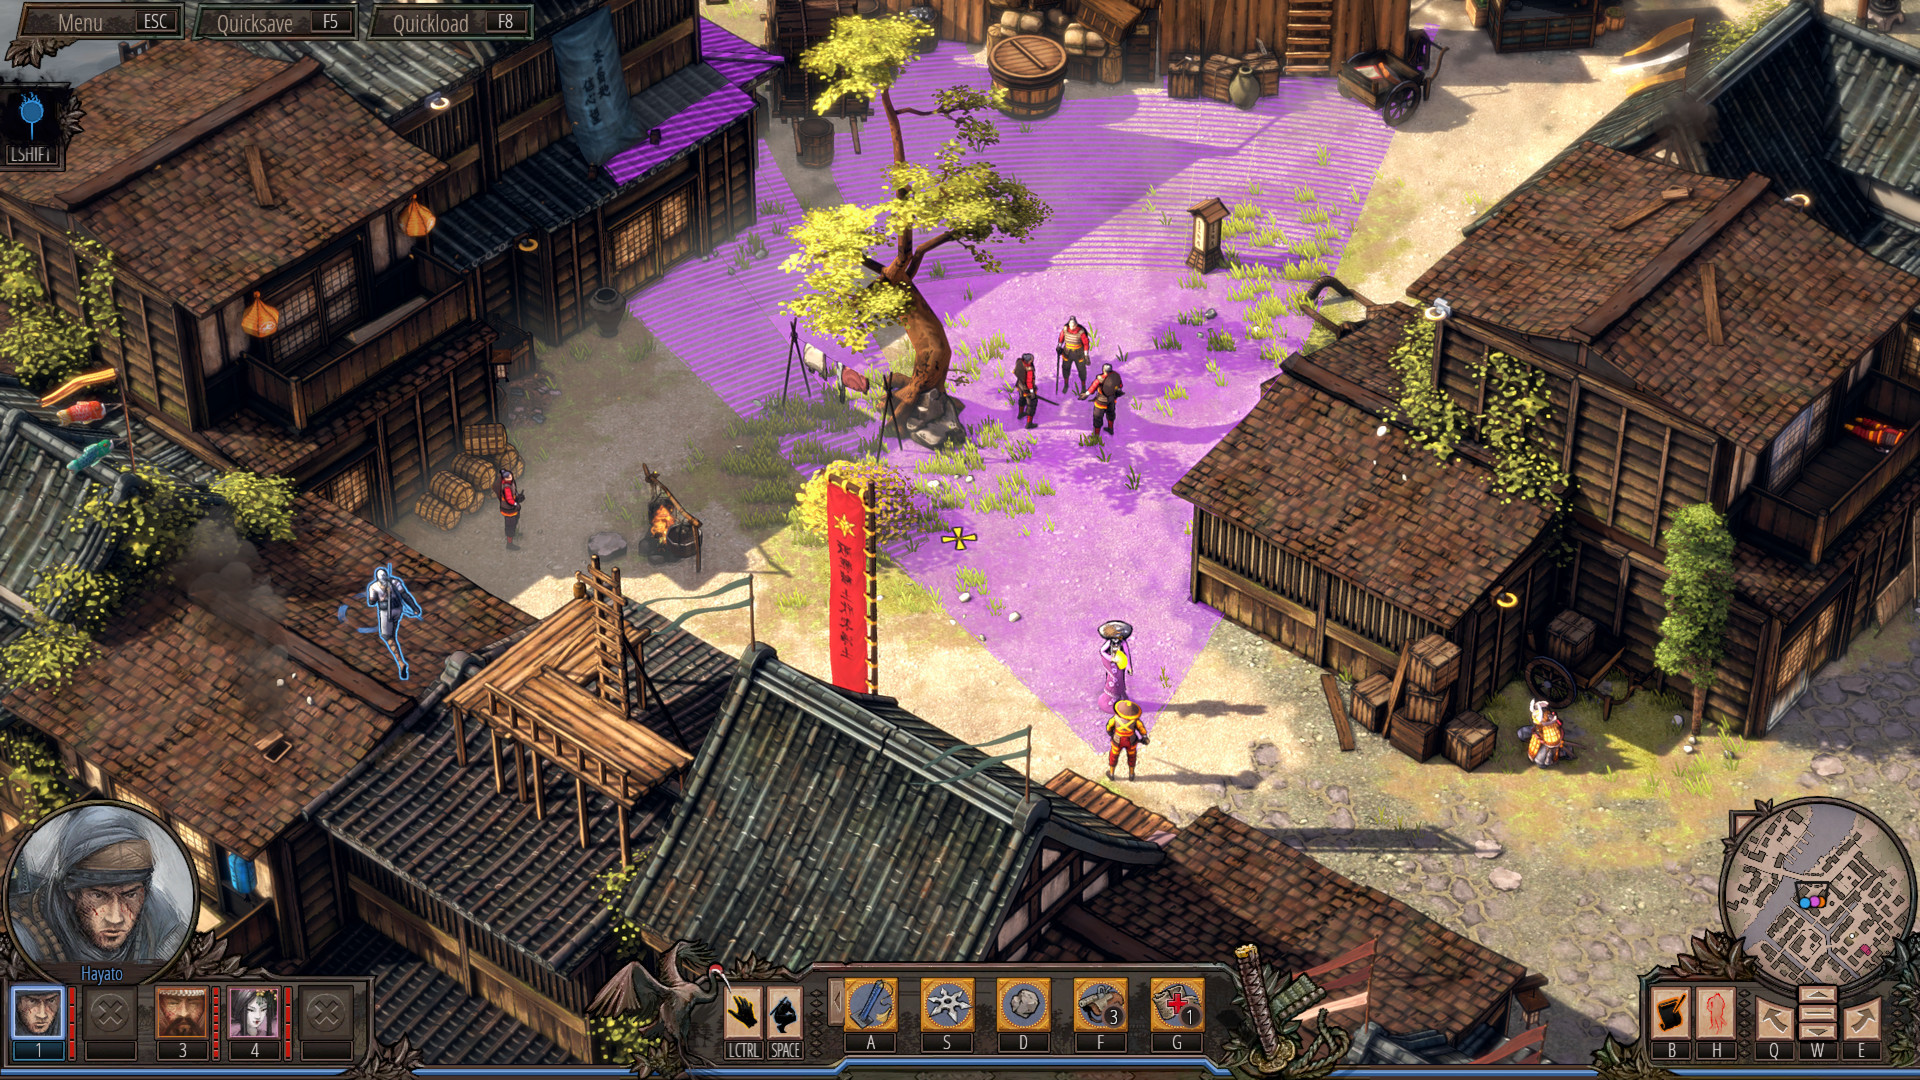 Menu ESC
Quicksave F5
Quickload F8
LSHIFT
Hayato
1
3
4
LCTRL
SPACE
A
S
D
3
F
1
G
B
H
Q
W
E